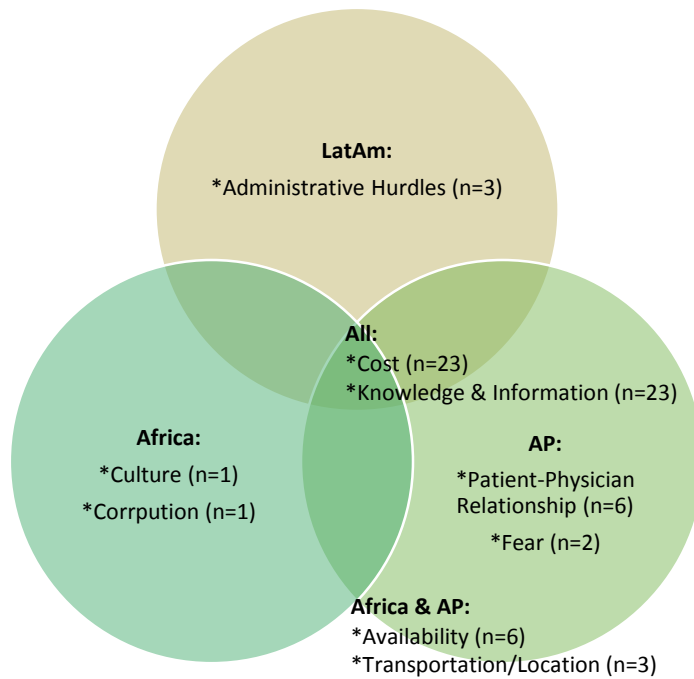 LatAm:
*Administrative Hurdles (n=3)
All:
*Cost (n=23)
*Knowledge & Information (n=23)
Africa:
*Culture (n=1)
*Corrpution (n=1)
AP:
*Patient-Physician
Relationship (n=6)
*Fear (n=2)
Africa & AP:
*Availability (n=6)
*Transportation/Location (n=3)